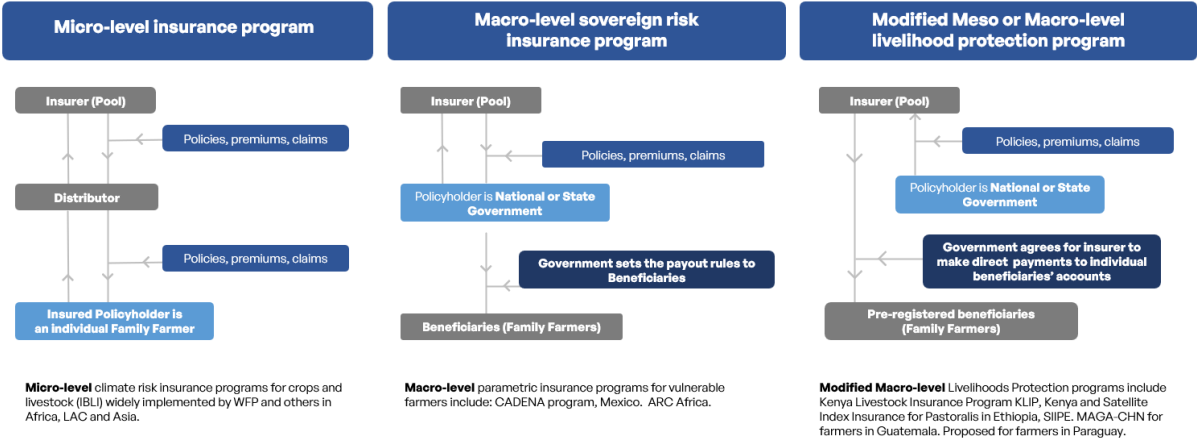 Micro-level insurance program
Insurer (Pool)
Policies, premiums, claims
Distributor
Policies, premiums, claims
Insured Policyholder is
an individual Family Farmer
Micro-level climate risk insurance programs for crops and
livestock (IBLI) widely implemented by WFP and others in
Africa, LAC and Asia.
Macro-level sovereign risk
insurance program
Insurer (Pool)
Policies, premiums, claims
Policyholder is National or State
Government
Government sets the payout rules to
Beneficiaries
Beneficiaries (Family Farmers)
Macro-level parametric insurance programs for vulnerable
farmers include: CADENA program, Mexico. ARC Africa.
Modified Meso or Macro-level
livelihood protection program
Insurer (Pool)
Policies, premiums, claims
Policyholder is National or State
Government
Government agrees for insurer to
make direct payments to individual
beneficiaries’ accounts
Pre-registered beneficiaries
(Family Farmers)
Modified Macro-level Livelihoods Protection programs include
Kenya Livestock Insurance Program KLIP, Kenya and Satellite
Index Insurance for Pastoralis in Ethiopia, SIIPE. MAGA-CHN for
farmers in Guatemala. Proposed for farmers in Paraguay.